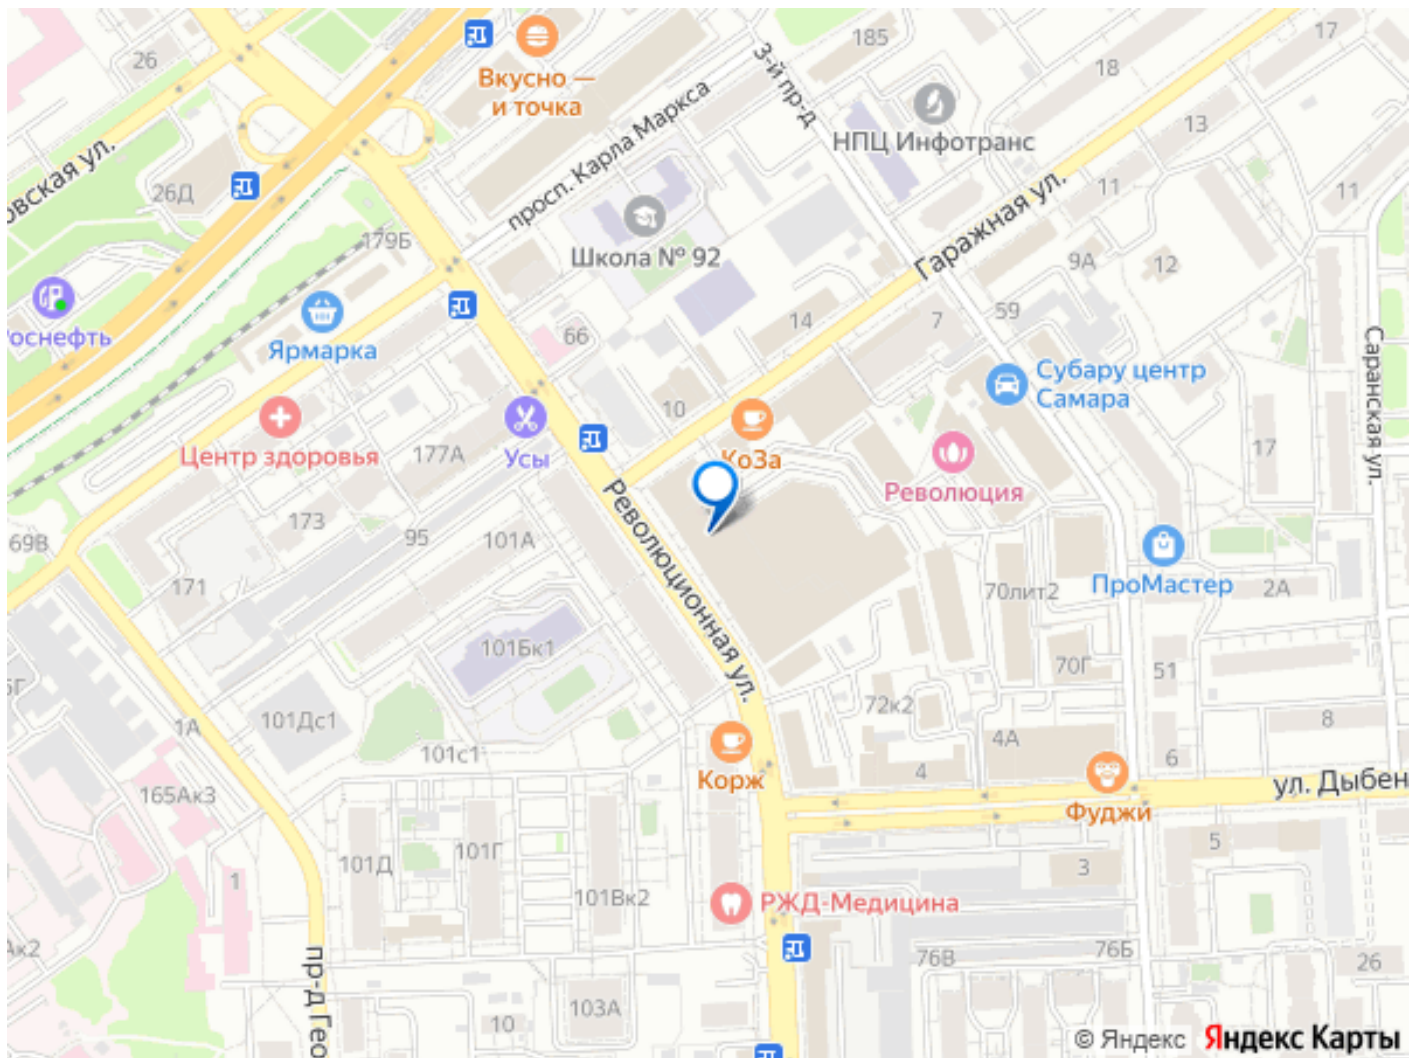 26
185
17
3-й пр-д
18
Вкусно —
и точка
просп. Карла Маркса
НПЦ Инфотранс
13
овская ул.
26Д
11
11
179Б
Школа № 92
Гаражная ул.
9А
12
Роснефть
Ярмарка
66
14
7
59
Саранская ул.
Субару центр
Самара
10
Центр здоровья
177А
Усы
КоЗа
17
Революция
173
Революционная ул.
69В
95
101А
171
70лит2
ПроМастер
2А
101Бк1
70Г
51
5Г
1А
101Дс1
72к2
8
101с1
4А
6
Корж
4
ул. Дыбен
165Ак3
Фуджи
101Д
101Г
5
1
3
101Вк2
РЖД-Медицина
Ак2
пр-д Гео
76В
76Б
26
103А
10
© Яндекс Яндекс Карты